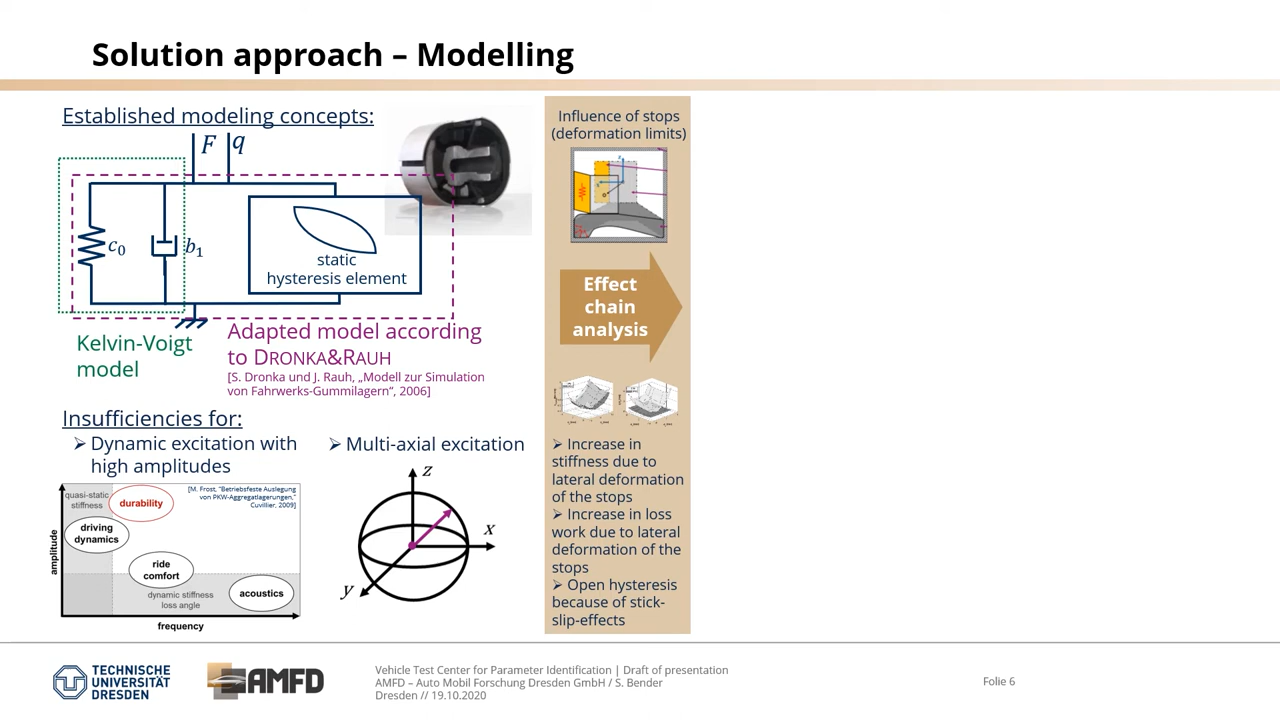 Solution approach – Modelling
Established modeling concepts:
F q
c₀
b₁
static
hysteresis element
Kelvin-Voigt
model
Adapted model according
to DRONKA&RAUH
[S. Dronka und J. Rauh, „Modell zur Simulation
von Fahrwerks-Gummilagern“, 2006]
Insufficiencies for:
➢ Dynamic excitation with
high amplitudes
quasi-static
stiffness
durability
[M. Frost, "Betriebsfeste Auslegung
von PKW-Aggregatlagerungen,"
Cuvillier, 2009]
driving
dynamics
ride
comfort
dynamic stiffness
loss angle
acoustics
amplitude
frequency
➢ Multi-axial excitation
z
x
y
Influence of stops
(deformation limits)
Effect
chain
analysis
➢ Increase in
stiffness due to
lateral deformation
of the stops
➢ Increase in loss
work due to lateral
deformation of the
stops
➢ Open hysteresis
because of stick-
slip-effects
TECHNISCHE
UNIVERSITÄT
DRESDEN
AMFD
Vehicle Test Center for Parameter Identification | Draft of presentation
AMFD – Auto Mobil Forschung Dresden GmbH / S. Bender
Dresden // 19.10.2020
Folie 6